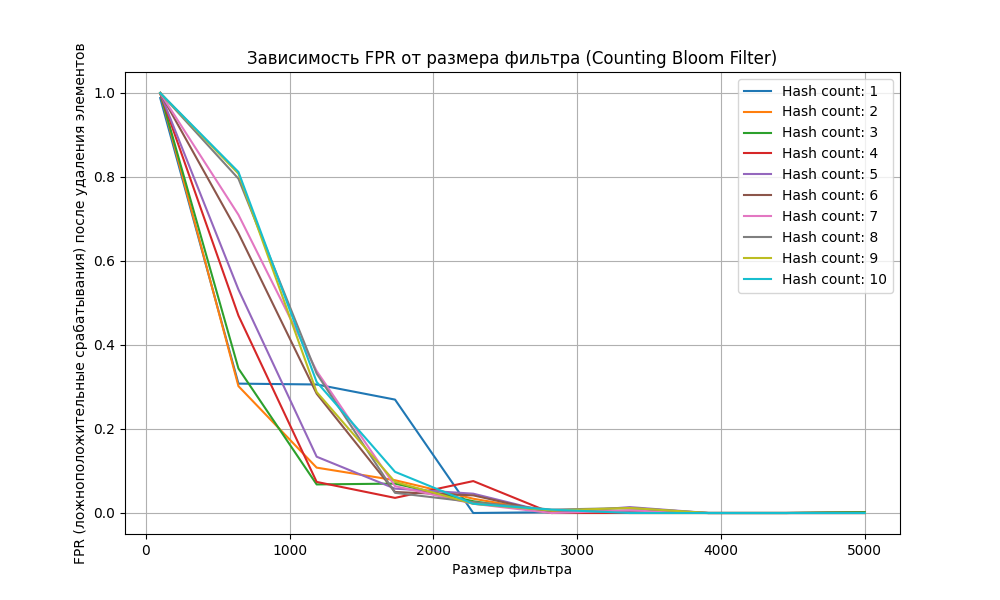 Зависимость FPR от размера фильтра (Counting Bloom Filter)
FPR (ложноположительные срабатывания) после удаления элементов
1.0
0.8
0.6
0.4
0.2
0.0
Hash count: 1
Hash count: 2
Hash count: 3
Hash count: 4
Hash count: 5
Hash count: 6
Hash count: 7
Hash count: 8
Hash count: 9
Hash count: 10
0 1000 2000 3000 4000 5000
Размер фильтра